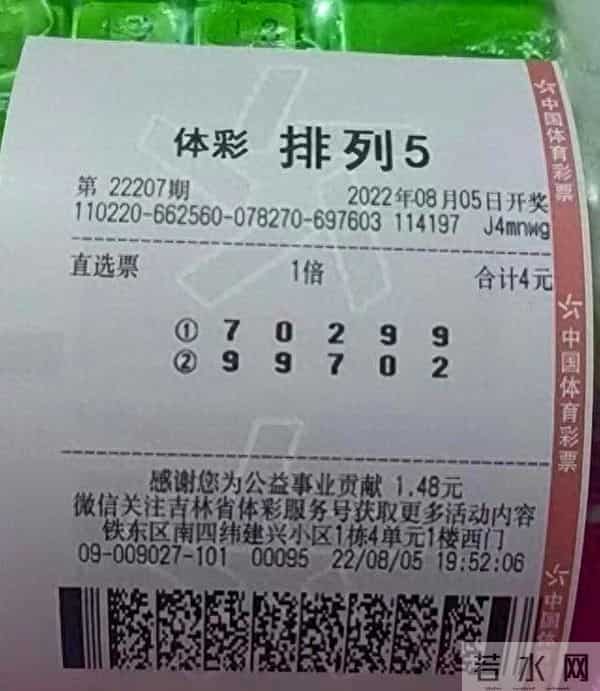 体彩 排列5
第 22207期 2022年08月05日开奖
110220-662560-078270-697603 114197 J4mnwg
直选票 1倍 合计4元
① 7 0 2 9 9
② 9 9 7 0 2
感谢您为公益事业贡献 1.48元
微信关注吉林省体彩服务号获取更多活动内容
铁东区南四纬建兴小区1栋4单元1楼西门
09-009027-101 00095 22/08/05 19:52:06
中国体育彩票
中国体育彩票
中国体
若水网